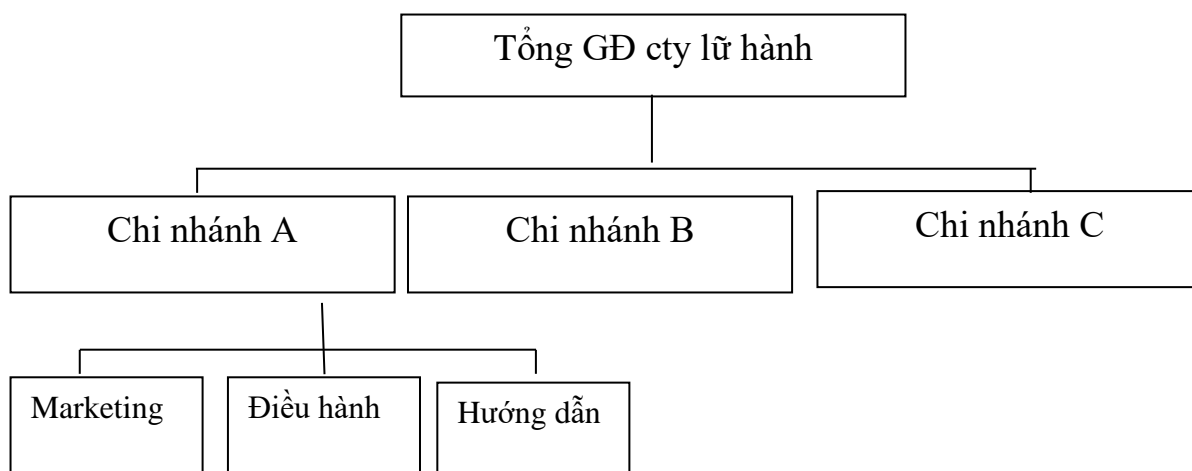 Tổng GĐ cty lữ hành
Chi nhánh A
Chi nhánh B
Chi nhánh C
Marketing
Điều hành
Hướng dẫn